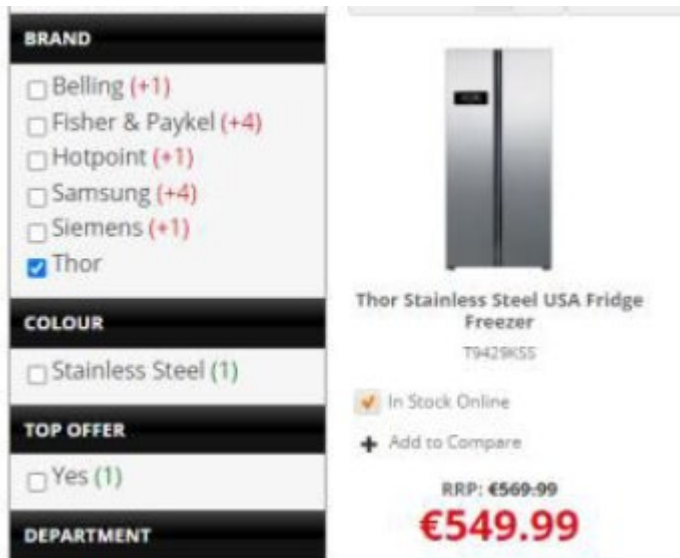 BRAND
Belling (+1)
Fisher & Paykel (+4)
Hotpoint (+1)
Samsung (+4)
Siemens (+1)
Thor
COLOUR
Stainless Steel (1)
TOP OFFER
Yes (1)
DEPARTMENT
Thor Stainless Steel USA Fridge
Freezer
T9429KSS
In Stock Online
Add to Compare
RRP: €569.99
€549.99